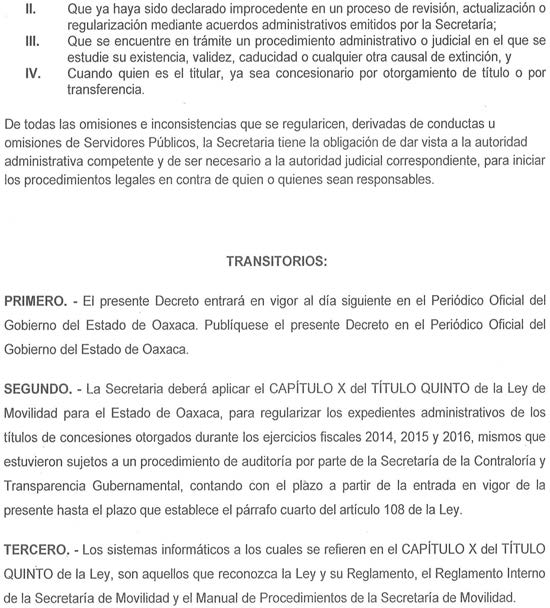 II. Que ya haya sido declarado improcedente en un proceso de revisión, actualización o
regularización mediante acuerdos administrativos emitidos por la Secretaría;
III. Que se encuentre en trámite un procedimiento administrativo o judicial en el que se
estudie su existencia, validez, caducidad o cualquier otra causal de extinción, y
IV. Cuando quien es el titular, ya sea concesionario por otorgamiento de título o por
transferencia.
De todas las omisiones e inconsistencias que se regularicen, derivadas de conductas u
omisiones de Servidores Públicos, la Secretaria tiene la obligación de dar vista a la autoridad
administrativa competente y de ser necesario a la autoridad judicial correspondiente, para iniciar
los procedimientos legales en contra de quien o quienes sean responsables.
TRANSITORIOS:
PRIMERO. - El presente Decreto entrará en vigor al día siguiente en el Periódico Oficial del
Gobierno del Estado de Oaxaca. Publíquese el presente Decreto en el Periódico Oficial del
Gobierno del Estado de Oaxaca.
SEGUNDO. - La Secretaria deberá aplicar el CAPÍTULO X del TÍTULO QUINTO de la Ley de
Movilidad para el Estado de Oaxaca, para regularizar los expedientes administrativos de los
títulos de concesiones otorgados durante los ejercicios fiscales 2014, 2015 y 2016, mismos que
estuvieron sujetos a un procedimiento de auditoría por parte de la Secretaría de la Contraloría y
Transparencia Gubernamental, contando con el plazo a partir de la entrada en vigor de la
presente hasta el plazo que establece el párrafo cuarto del artículo 108 de la Ley.
TERCERO. - Los sistemas informáticos a los cuales se refieren en el CAPÍTULO X del TÍTULO
QUINTO de la Ley, son aquellos que reconozca la Ley y su Reglamento, el Reglamento Interno
de la Secretaría de Movilidad y el Manual de Procedimientos de la Secretaría de Movilidad.